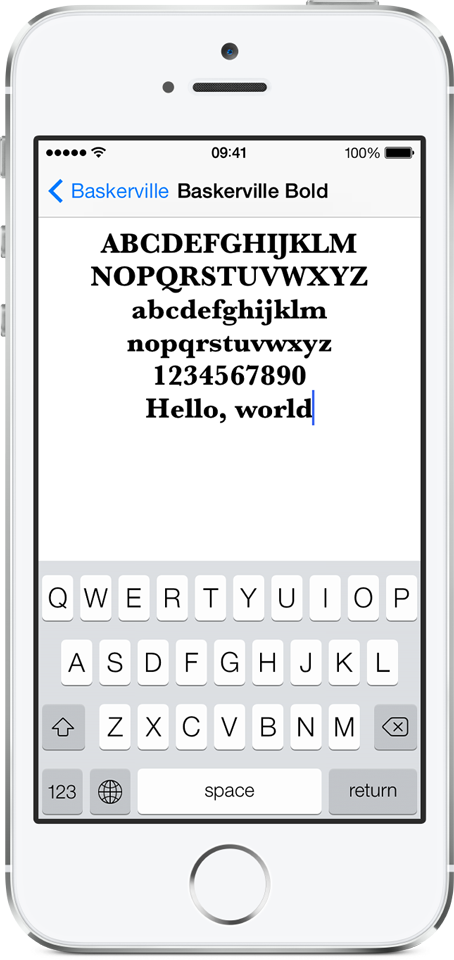 09:41 100%
Baskerville Baskerville Bold
ABCDEFGHIJKLM
NOPQRSTUVWXYZ
abcdefghijklm
nopqrstuvwxyz
1234567890
Hello, world
Q W E R T Y U I O P
A S D F G H J K L
Z X C V B N M
123 space return